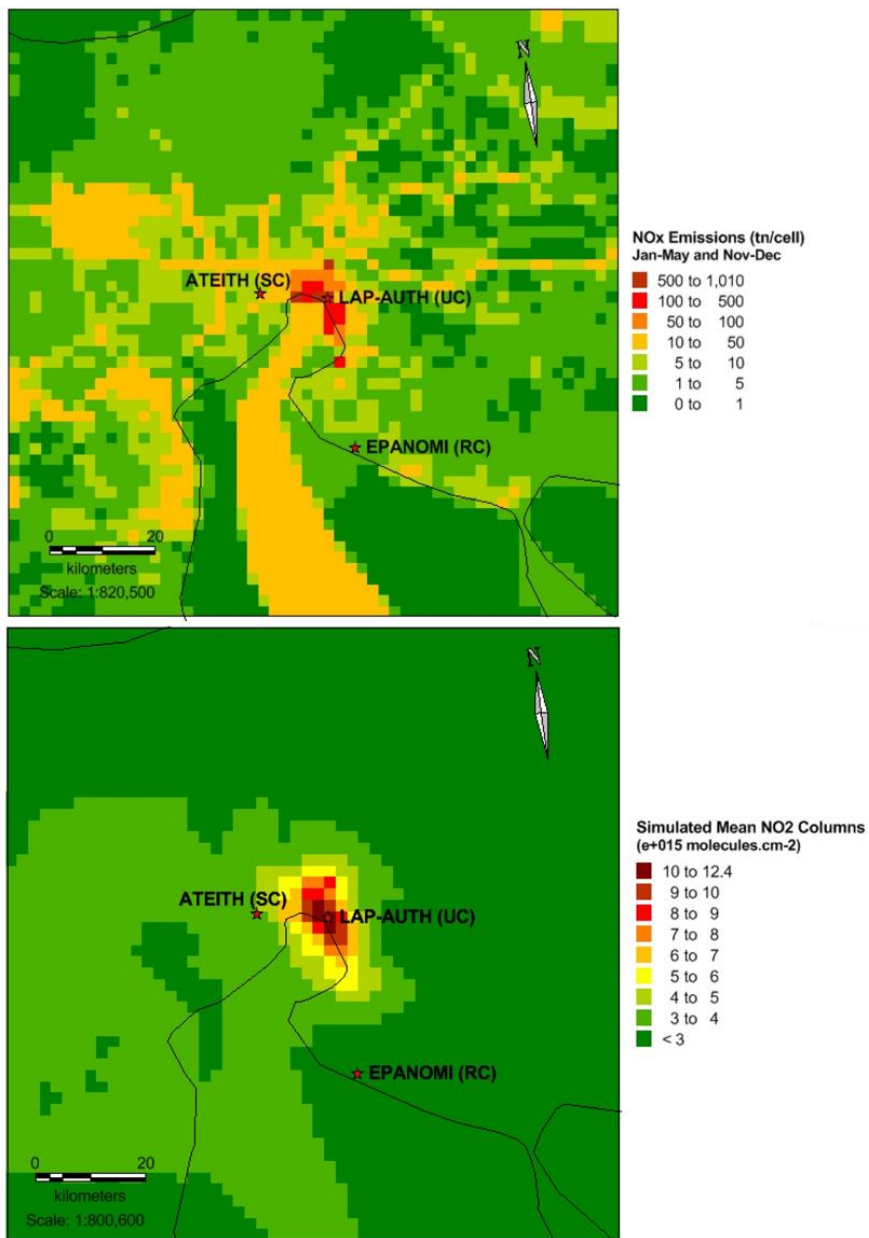 N
NOx Emissions (tn/cell)
Jan-May and Nov-Dec
500 to 1,010
100 to 500
50 to 100
10 to 50
5 to 10
1 to 5
0 to 1
ATEITH (SC)
LAP-AUTH (UC)
EPANOMI (RC)
0 20
kilometers
Scale: 1:820,500
N
Simulated Mean NO2 Columns
(e+015 molecules.cm-2)
10 to 12.4
9 to 10
8 to 9
7 to 8
6 to 7
5 to 6
4 to 5
3 to 4
< 3
ATEITH (SC)
LAP-AUTH (UC)
EPANOMI (RC)
0 20
kilometers
Scale: 1:800,600